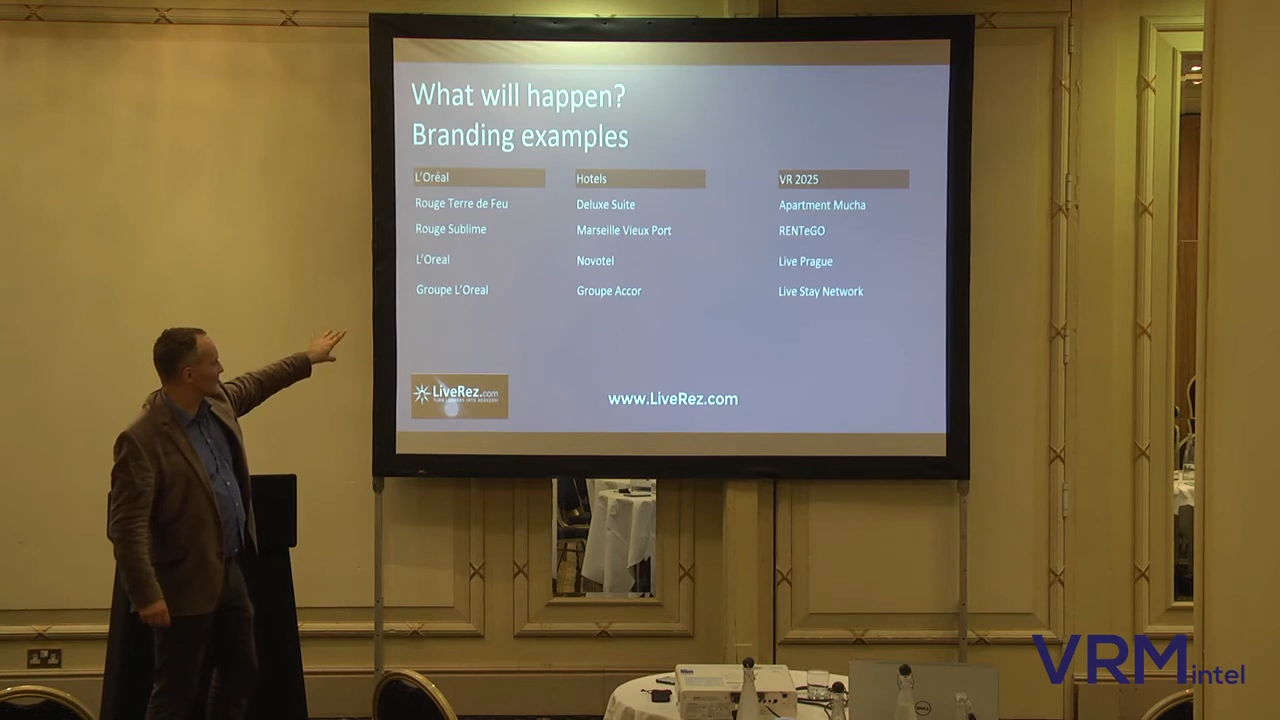 What will happen?
Branding examples
L'Oréal
Rouge Terre de Feu
Rouge Sublime
L'Oreal
Groupe L'Oreal
Hotels
Deluxe Suite
Marseille Vieux Port
Novotel
Groupe Accor
VR 2025
Apartment Mucha
RENTeGO
Live Prague
Live Stay Network
LiveRez.com
www.LiveRez.com
DELL
VRMintel